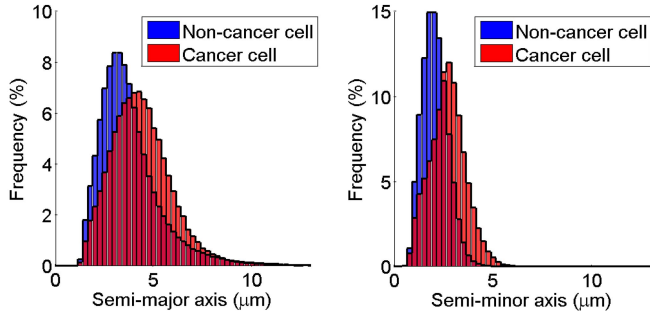 10
8
6
4
2
0
Frequency (%)
Non-cancer cell
Cancer cell
0 5 10
Semi-major axis (μm)
15
10
5
0
Frequency (%)
Non-cancer cell
Cancer cell
0 5 10
Semi-minor axis (μm)